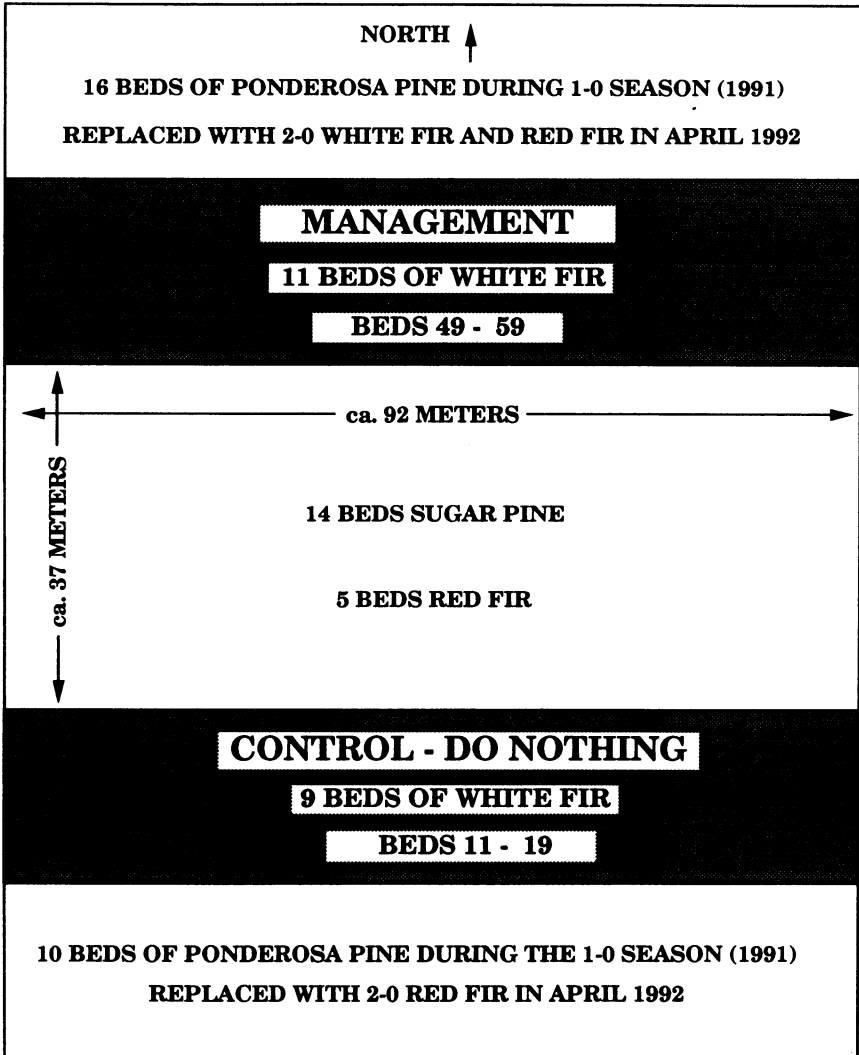 NORTH
16 BEDS OF PONDEROSA PINE DURING 1-0 SEASON (1991)
REPLACED WITH 2-0 WHITE FIR AND RED FIR IN APRIL 1992
MANAGEMENT
11 BEDS OF WHITE FIR
BEDS 49 - 59
ca. 92 METERS
ca. 37 METERS
14 BEDS SUGAR PINE
5 BEDS RED FIR
CONTROL - DO NOTHING
9 BEDS OF WHITE FIR
BEDS 11 - 19
10 BEDS OF PONDEROSA PINE DURING THE 1-0 SEASON (1991)
REPLACED WITH 2-0 RED FIR IN APRIL 1992